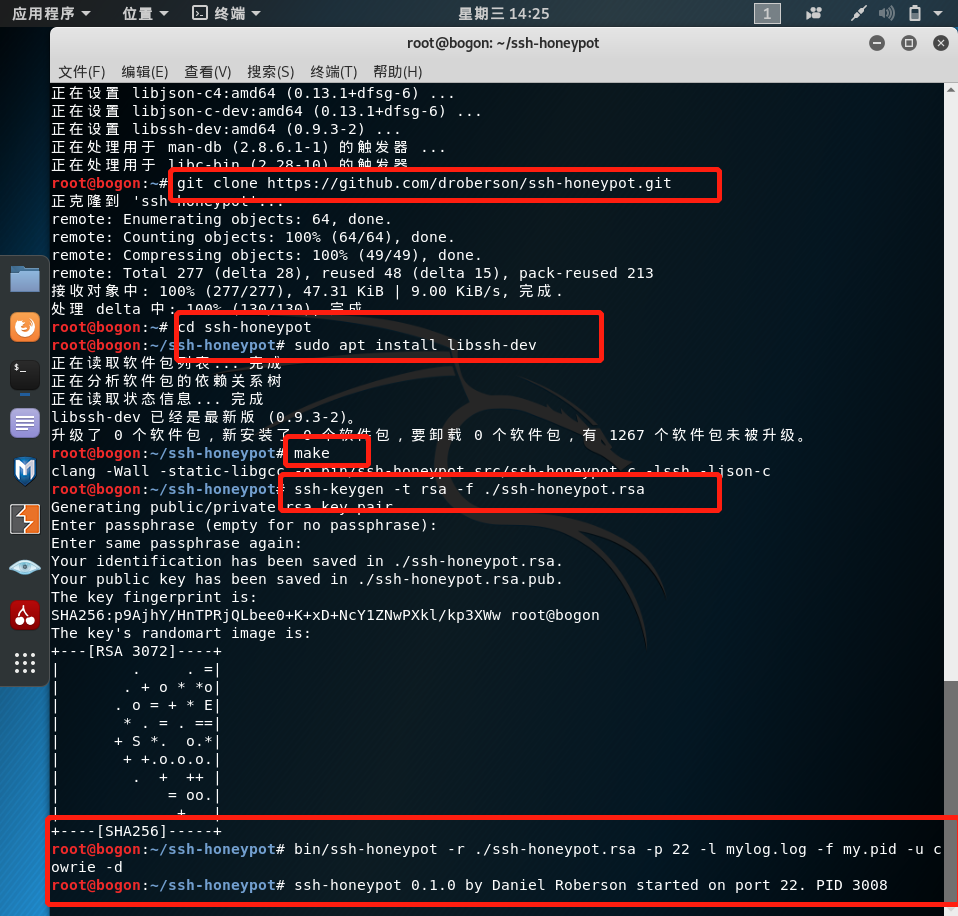 应用程序 位置 终端 星期三 14:25 1
root@bogon: ~/ssh-honeypot
文件(F) 编辑(E) 查看(V) 搜索(S) 终端(T) 帮助(H)
正在设置 libjson-c4:amd64 (0.13.1+dfsg-6) ...
正在设置 libjson-c-dev:amd64 (0.13.1+dfsg-6) ...
正在设置 libssh-dev:amd64 (0.9.3-2) ...
正在处理用于 man-db (2.8.6.1-1) 的触发器 ...
正在处理用于 libc-bin (2.28-10) 的触发器
root@bogon:~# git clone https://github.com/droberson/ssh-honeypot.git
正克隆到 'ssh-honeypot'...
remote: Enumerating objects: 64, done.
remote: Counting objects: 100% (64/64), done.
remote: Compressing objects: 100% (49/49), done.
remote: Total 277 (delta 28), reused 48 (delta 15), pack-reused 213
接收对象中: 100% (277/277), 47.31 KiB | 9.00 KiB/s, 完成.
处理 delta 中: 100% (130/130), 完成
root@bogon:~# cd ssh-honeypot
root@bogon:~/ssh-honeypot# sudo apt install libssh-dev
正在读取软件包列表... 完成
正在分析软件包的依赖关系树
正在读取状态信息... 完成
libssh-dev 已经是最新版 (0.9.3-2)。
升级了 0 个软件包，新安装了 0 个软件包，要卸载 0 个软件包，有 1267 个软件包未被升级。
root@bogon:~/ssh-honeypot# make
clang -Wall -static-libgcc -o bin/ssh-honeypot src/ssh-honeypot.c -lssh -ljson-c
root@bogon:~/ssh-honeypot# ssh-keygen -t rsa -f ./ssh-honeypot.rsa
Generating public/private rsa key pair
Enter passphrase (empty for no passphrase):
Enter same passphrase again:
Your identification has been saved in ./ssh-honeypot.rsa.
Your public key has been saved in ./ssh-honeypot.rsa.pub.
The key fingerprint is:
SHA256:p9AjhY/HnTPRjQLbee0+K+xD+NcY1ZNwPXkl/kp3XWw root@bogon
The key's randomart image is:
+---[RSA 3072]----+
|        .     . =|
|       . + o * *o|
|      . o = + * E|
|       * . = . ==|
|      + S *.  o.*|
|       + +.o.o.o.|
|        .  +  ++ |
|            = oo.|
|             +   |
+----[SHA256]-----+
root@bogon:~/ssh-honeypot# bin/ssh-honeypot -r ./ssh-honeypot.rsa -p 22 -l mylog.log -f my.pid -u c
owrie -d
root@bogon:~/ssh-honeypot# ssh-honeypot 0.1.0 by Daniel Roberson started on port 22. PID 3008